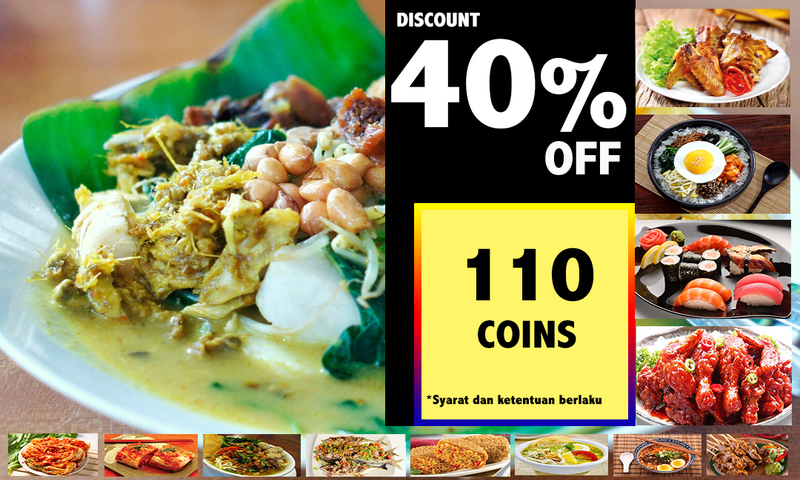 DISCOUNT
40%
OFF
110
COINS
*Syarat dan ketentuan berlaku